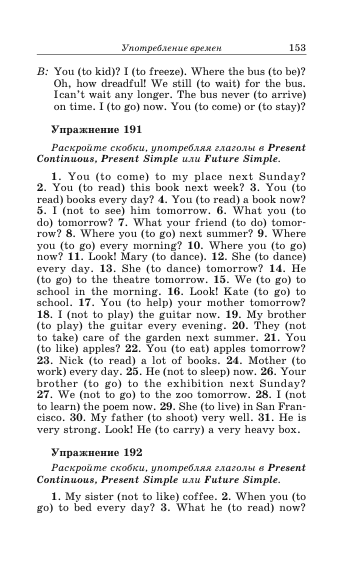 Употребление времен 153
B: You (to kid)? I (to freeze). Where the bus (to be)?
Oh, how dreadful! We still (to wait) for the bus.
I can't wait any longer. The bus never (to arrive)
on time. I (to go) now. You (to come) or (to stay)?
Упражнение 191
Раскройте скобки, употребляя глаголы в Present
Continuous, Present Simple или Future Simple.
1. You (to come) to my place next Sunday?
2. You (to read) this book next week? 3. You (to
read) books every day? 4. You (to read) a book now?
5. I (not to see) him tomorrow. 6. What you (to
do) tomorrow? 7. What your friend (to do) tomor-
row? 8. Where you (to go) next summer? 9. Where
you (to go) every morning? 10. Where you (to go)
now? 11. Look! Mary (to dance). 12. She (to dance)
every day. 13. She (to dance) tomorrow? 14. He
(to go) to the theatre tomorrow. 15. We (to go) to
school in the morning. 16. Look! Kate (to go) to
school. 17. You (to help) your mother tomorrow?
18. I (not to play) the guitar now. 19. My brother
(to play) the guitar every evening. 20. They (not
to take) care of the garden next summer. 21. You
(to like) apples? 22. You (to eat) apples tomorrow?
23. Nick (to read) a lot of books. 24. Mother (to
work) every day. 25. He (not to sleep) now. 26. Your
brother (to go) to the exhibition next Sunday?
27. We (not to go) to the zoo tomorrow. 28. I (not
to learn) the poem now. 29. She (to live) in San Fran-
cisco. 30. My father (to shoot) very well. 31. He is
very strong. Look! He (to carry) a very heavy box.
Упражнение 192
Раскройте скобки, употребляя глаголы в Present
Continuous, Present Simple или Future Simple.
1. My sister (not to like) coffee. 2. When you (to
go) to bed every day? 3. What he (to read) now?